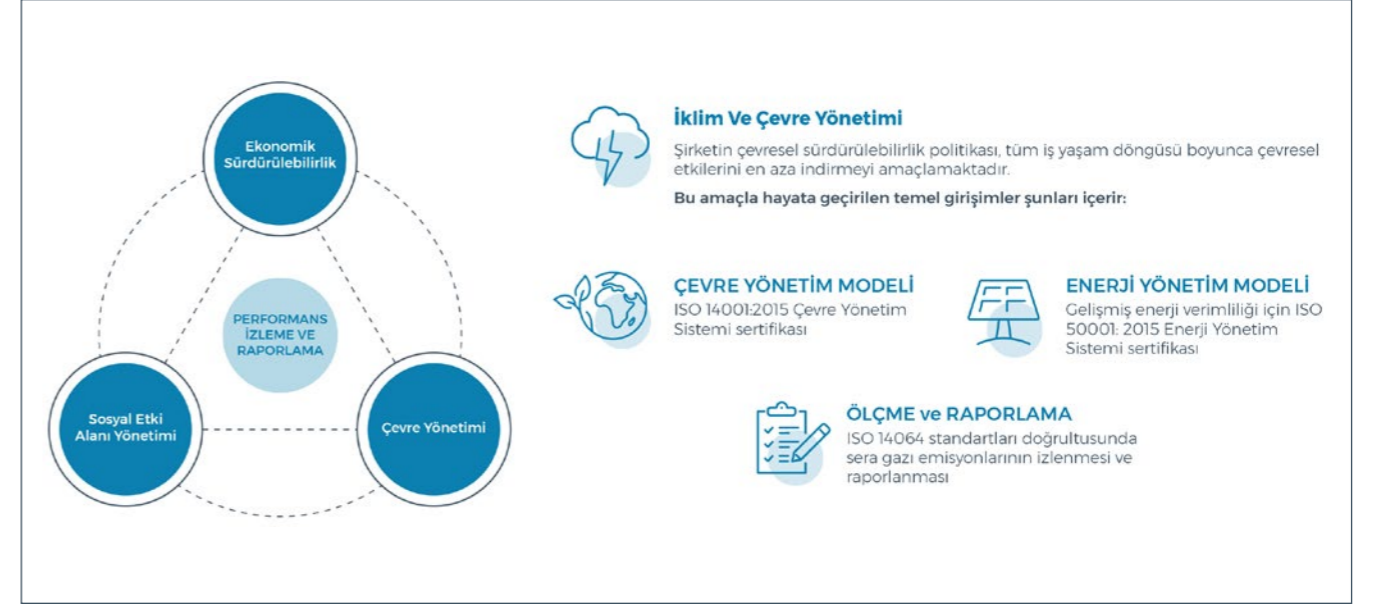 Ekonomik
Sürdürülebilirlik
PERFORMANS
İZLEME VE
RAPORLAMA
Sosyal Etki
Alanı Yönetimi
Çevre Yönetimi
İklim Ve Çevre Yönetimi
Şirketin çevresel sürdürülebilirlik politikası, tüm iş yaşam döngüsü boyunca çevresel
etkilerini en aza indirmeyi amaçlamaktadır.
Bu amaçla hayata geçirilen temel girişimler şunları içerir:
ÇEVRE YÖNETİM MODELİ
ISO 14001:2015 Çevre Yönetim
Sistemi sertifikası
ENERJİ YÖNETİM MODELİ
Gelişmiş enerji verimliliği için ISO
50001: 2015 Enerji Yönetim
Sistemi sertifikası
ÖLÇME ve RAPORLAMA
ISO 14064 standartları doğrultusunda
sera gazı emisyonlarının izlenmesi ve
raporlanması